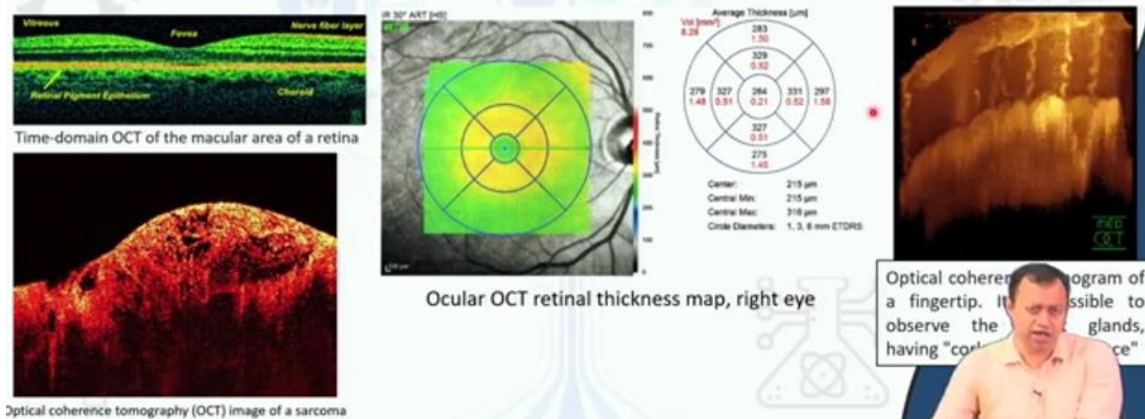 Vitreous
Fovea
Nerve fiber layer
Retinal Pigment Epithelium
Choroid
Time-domain OCT of the macular area of a retina
Optical coherence tomography (OCT) image of a sarcoma
IR 30° ART [HS]
Ocular OCT retinal thickness map, right eye
Average Thickness [µm]
Vol [mm³]
8.28
283
1.50
329
0.52
279 327 284 331 297
1.48 0.51 0.21 0.52 1.58
327
0.51
275
1.45
Center: 215 µm
Central Min: 215 µm
Central Max: 318 µm
Circle Diameters: 1, 3, 6 mm ETDRS
OCT
Optical coherence ogram of
a fingertip. It ssible to
observe the glands,
having "cor ce"